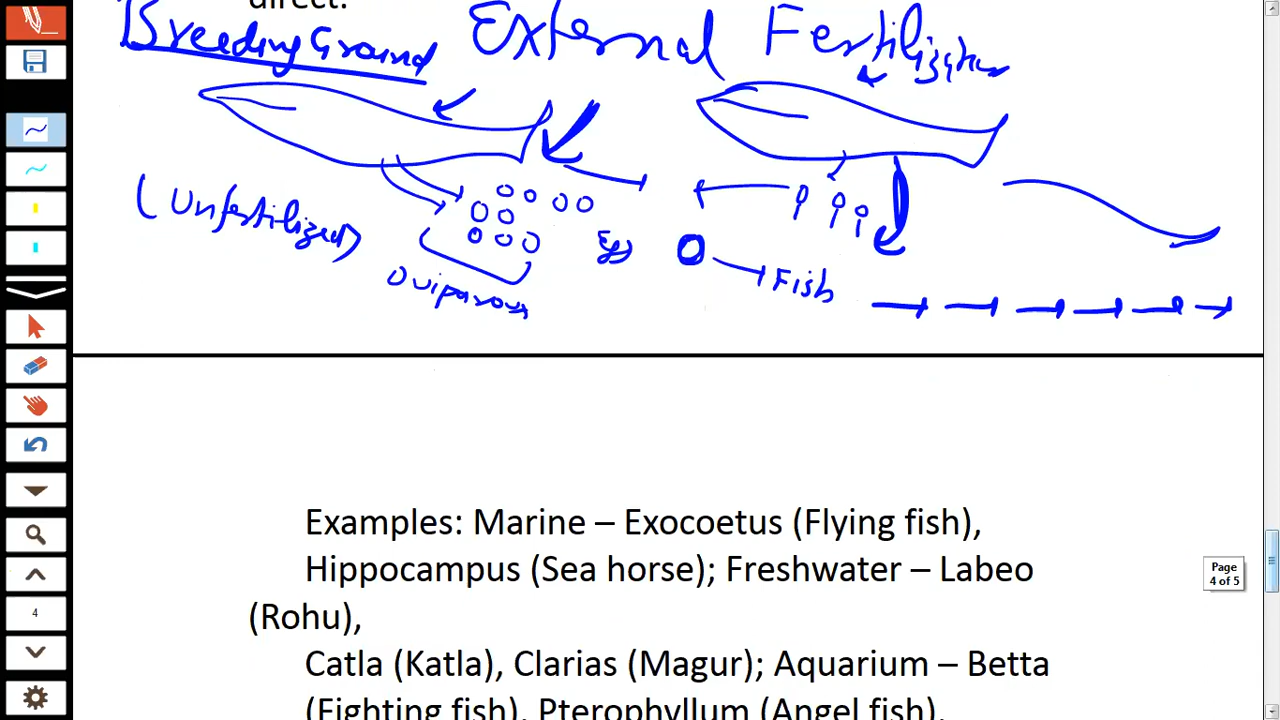 direct.
Breeding Ground External Fertilization
(Unfertilized)
Eggs
Oviparous
Fish
Examples: Marine – Exocoetus (Flying fish),
Hippocampus (Sea horse); Freshwater – Labeo
(Rohu),
Catla (Katla), Clarias (Magur); Aquarium – Betta
(Fighting fish), Pterophyllum (Angel fish).
Page
4 of 5
4